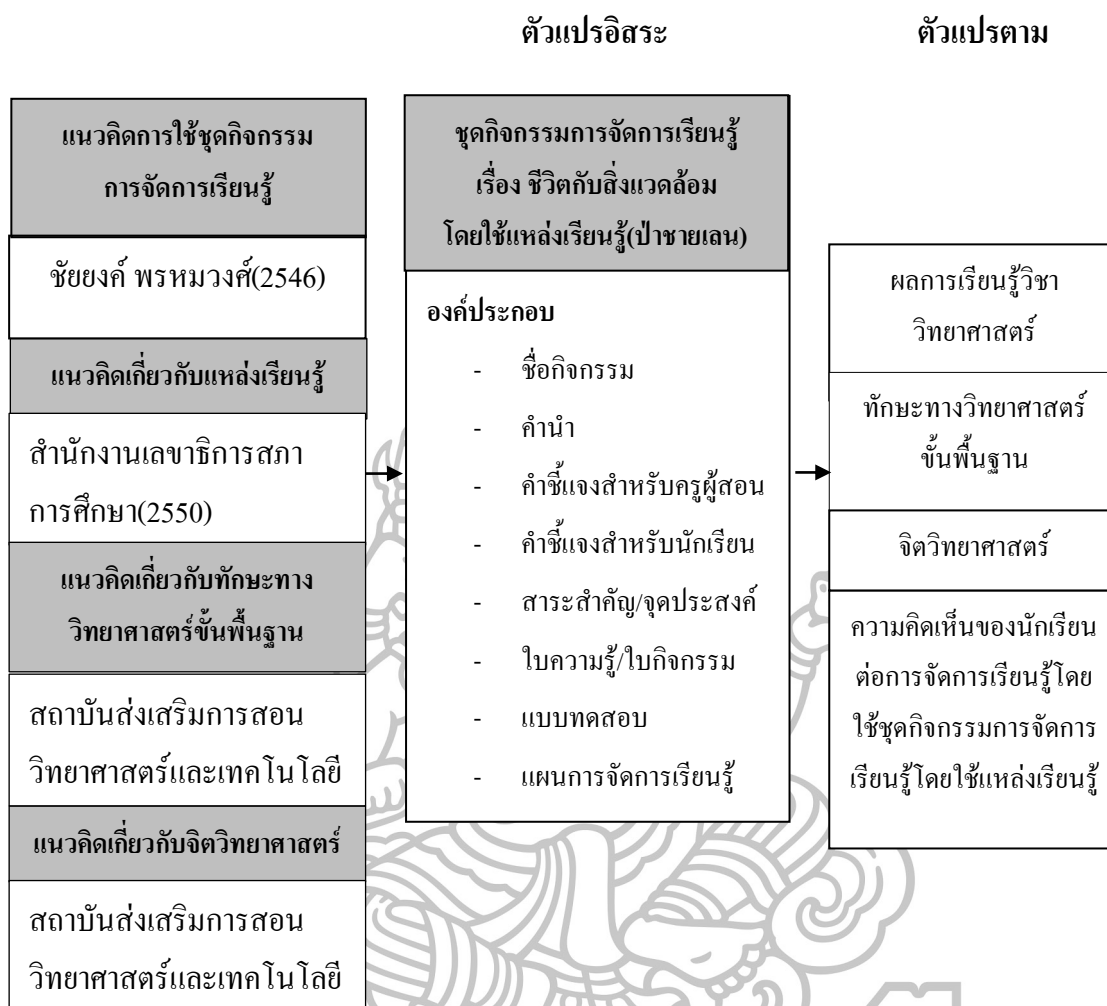 ตัวแปรอิสระ
ตัวแปรตาม
แนวคิดการใช้ชุดกิจกรรม
การจัดการเรียนรู้
ชัยยงค์ พรหมวงศ์(2546)
แนวคิดเกี่ยวกับแหล่งเรียนรู้
สำนักงานเลขาธิการสภา
การศึกษา(2550)
แนวคิดเกี่ยวกับทักษะทาง
วิทยาศาสตร์ขั้นพื้นฐาน
สถาบันส่งเสริมการสอน
วิทยาศาสตร์และเทคโนโลยี
แนวคิดเกี่ยวกับจิตวิทยาศาสตร์
สถาบันส่งเสริมการสอน
วิทยาศาสตร์และเทคโนโลยี
ชุดกิจกรรมการจัดการเรียนรู้
เรื่อง ชีวิตกับสิ่งแวดล้อม
โดยใช้แหล่งเรียนรู้(ป่าชายเลน)
องค์ประกอบ
- ชื่อกิจกรรม
- คำนำ
- คำชี้แจงสำหรับครูผู้สอน
- คำชี้แจงสำหรับนักเรียน
- สาระสำคัญ/จุดประสงค์
- ใบความรู้/ใบกิจกรรม
- แบบทดสอบ
- แผนการจัดการเรียนรู้
ผลการเรียนรู้วิชา
วิทยาศาสตร์
ทักษะทางวิทยาศาสตร์
ขั้นพื้นฐาน
จิตวิทยาศาสตร์
ความคิดเห็นของนักเรียน
ต่อการจัดการเรียนรู้โดย
ใช้ชุดกิจกรรมการจัดการ
เรียนรู้โดยใช้แหล่งเรียนรู้